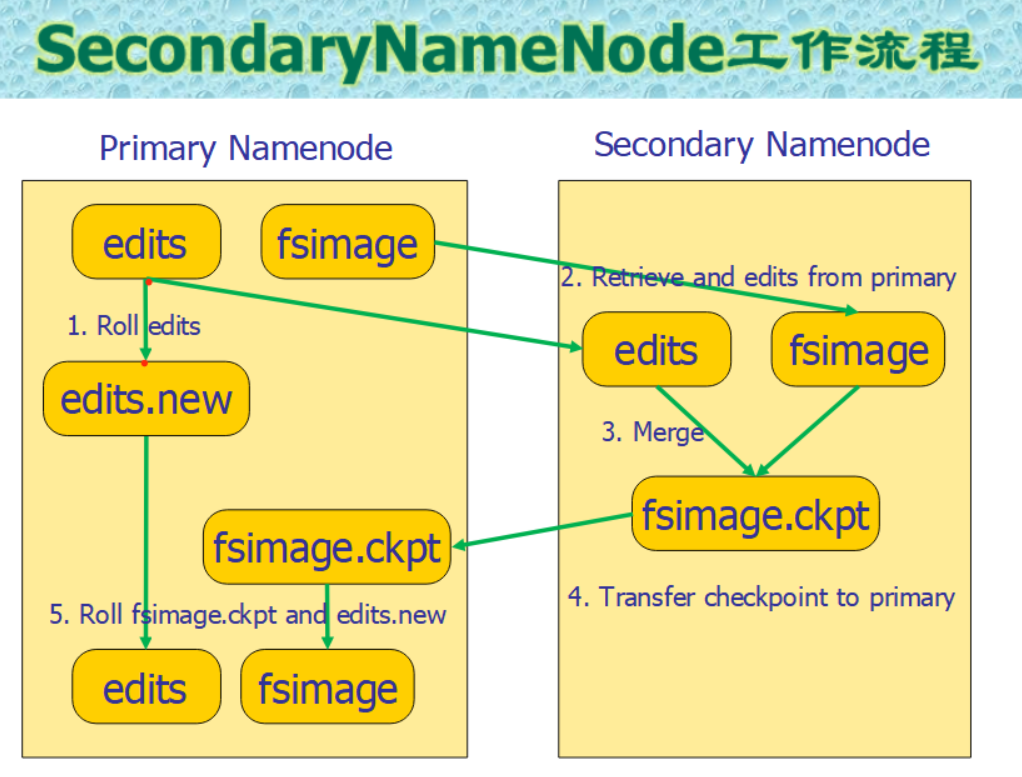 SecondaryNameNode工作流程
Primary Namenode
edits
fsimage
1. Roll edits
edits.new
fsimage.ckpt
5. Roll fsimage.ckpt and edits.new
edits
fsimage
Secondary Namenode
2. Retrieve and edits from primary
edits
fsimage
3. Merge
fsimage.ckpt
4. Transfer checkpoint to primary